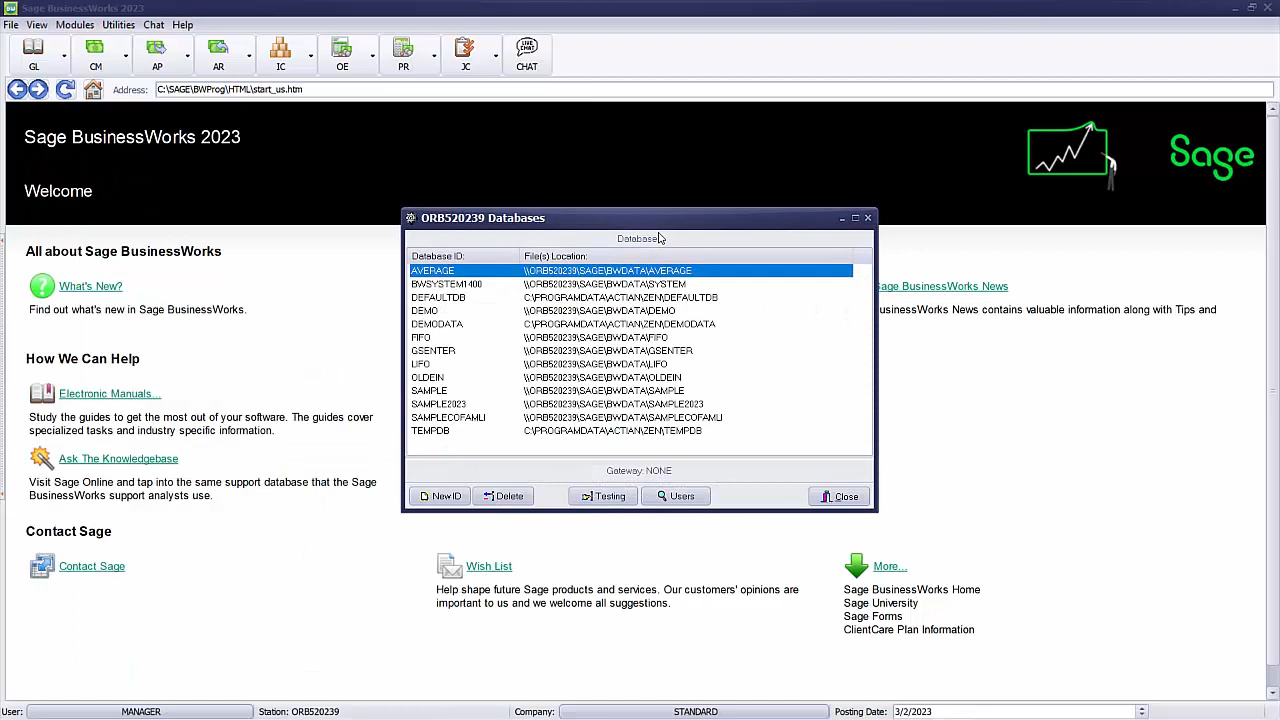 Sage BusinessWorks 2023
File View Modules Utilities Chat Help
GL CM AP AR IC OE PR JC CHAT
LIVE CHAT
Address: C:\SAGE\BWProg\HTML\start_us.htm
Sage BusinessWorks 2023
Welcome
Sage
All about Sage BusinessWorks
What's New?
Find out what's new in Sage BusinessWorks.
How We Can Help
Electronic Manuals...
Study the guides to get the most out of your software. The guides cover
specialized tasks and industry specific information.
Ask The Knowledgebase
Visit Sage Online and tap into the same support database that the Sage
BusinessWorks support analysts use.
Contact Sage
Contact Sage
ORB520239 Databases
Database
Database ID: File(s) Location:
AVERAGE \\ORB520239\SAGE\BWDATA\AVERAGE
BWSYSTEM1400 \\ORB520239\SAGE\BWDATA\SYSTEM
DEFAULTDB C:\PROGRAMDATA\ACTIAN\ZEN\DEFAULTDB
DEMO \\ORB520239\SAGE\BWDATA\DEMO
DEMODATA C:\PROGRAMDATA\ACTIAN\ZEN\DEMODATA
FIFO \\ORB520239\SAGE\BWDATA\FIFO
GSENTER \\ORB520239\SAGE\BWDATA\GSENTER
LIFO \\ORB520239\SAGE\BWDATA\LIFO
OLDEIN \\ORB520239\SAGE\BWDATA\OLDEIN
SAMPLE \\ORB520239\SAGE\BWDATA\SAMPLE
SAMPLE2023 \\ORB520239\SAGE\BWDATA\SAMPLE2023
SAMPLECOFAMLI \\ORB520239\SAGE\BWDATA\SAMPLECOFAMLI
TEMPDB C:\PROGRAMDATA\ACTIAN\ZEN\TEMPDB
Gateway: NONE
New ID Delete Testing Users Close
Sage BusinessWorks News
usinessWorks News contains valuable information along with Tips and
Wish List
Help shape future Sage products and services. Our customers' opinions are
important to us and we welcome all suggestions.
More...
Sage BusinessWorks Home
Sage University
Sage Forms
ClientCare Plan Information
User: MANAGER Station: ORB520239 Company: STANDARD Posting Date: 3/2/2023